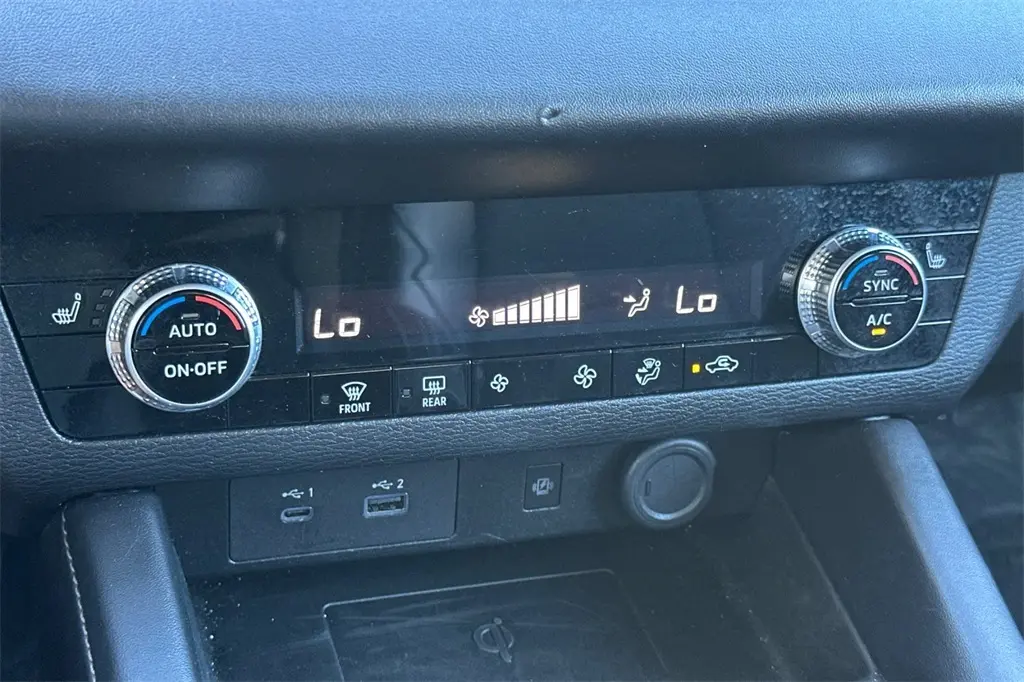 Lo
Lo
AUTO
ON·OFF
SYNC
A/C
FRONT
REAR
1
2